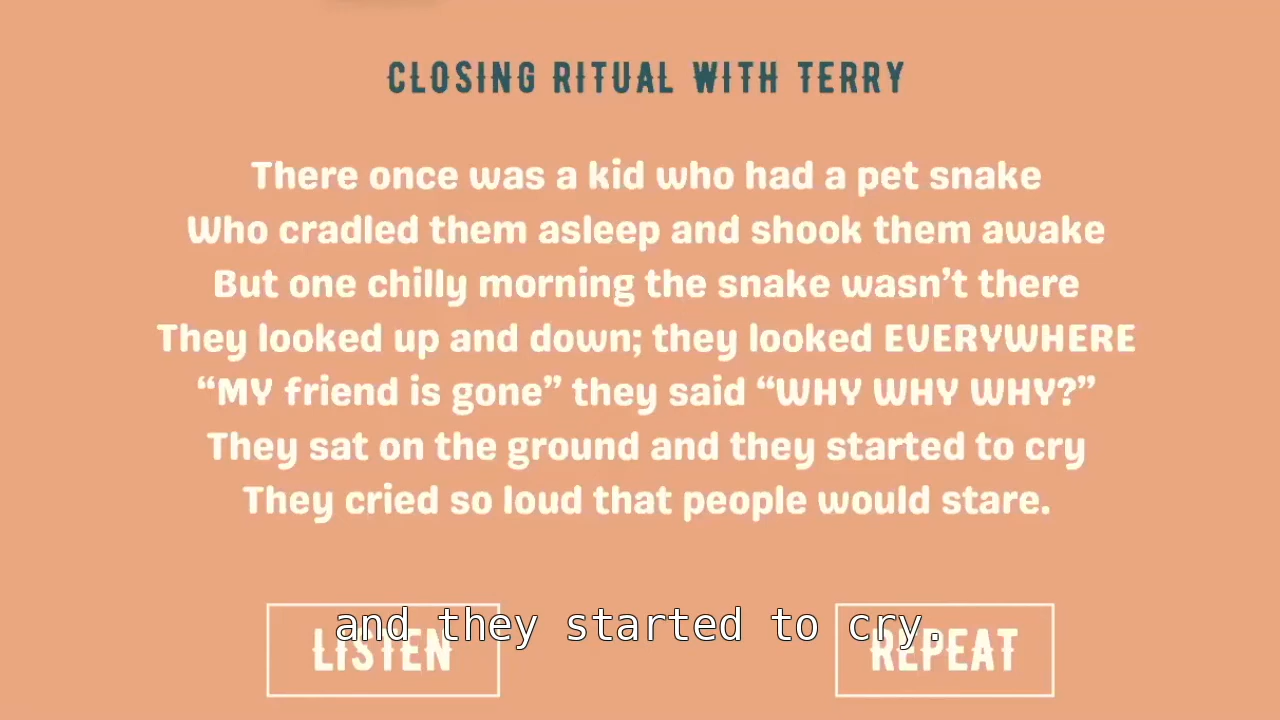 CLOSING RITUAL WITH TERRY
There once was a kid who had a pet snake
Who cradled them asleep and shook them awake
But one chilly morning the snake wasn't there
They looked up and down; they looked EVERYWHERE
“MY friend is gone” they said “WHY WHY WHY?”
They sat on the ground and they started to cry
They cried so loud that people would stare.
and they started to cry.
LISTEN
REPEAT